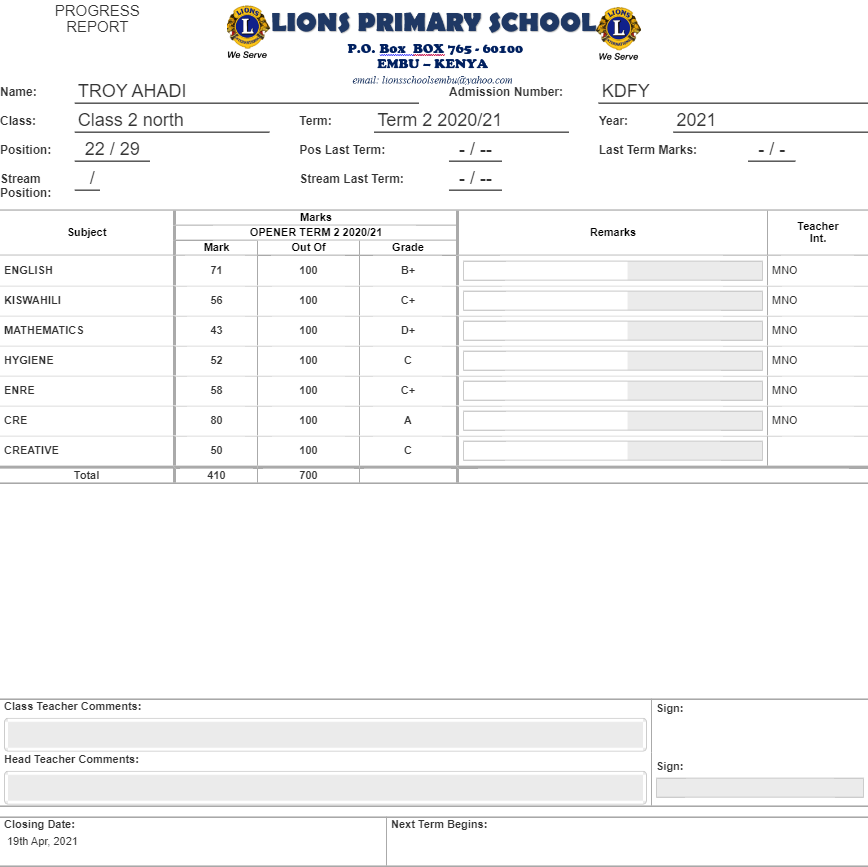 PROGRESS
REPORT
LIONS
L
INTERNATIONAL
We Serve
LIONS PRIMARY SCHOOL
P.O. Box BOX 765 - 60100
EMBU – KENYA
email: lionsschoolsembu@yahoo.com
LIONS
L
INTERNATIONAL
We Serve
Name: TROY AHADI Admission Number: KDFY
Class: Class 2 north Term: Term 2 2020/21 Year: 2021
Position: 22 / 29 Pos Last Term: - / -- Last Term Marks: - / -
Stream Position: / Stream Last Term: - / --
Subject Marks Remarks Teacher Int.
OPENER TERM 2 2020/21
Mark Out Of Grade
ENGLISH 71 100 B+ MNO
KISWAHILI 56 100 C+ MNO
MATHEMATICS 43 100 D+ MNO
HYGIENE 52 100 C MNO
ENRE 58 100 C+ MNO
CRE 80 100 A MNO
CREATIVE 50 100 C
Total 410 700
Class Teacher Comments: Sign:
Head Teacher Comments: Sign:
Closing Date: Next Term Begins:
19th Apr, 2021